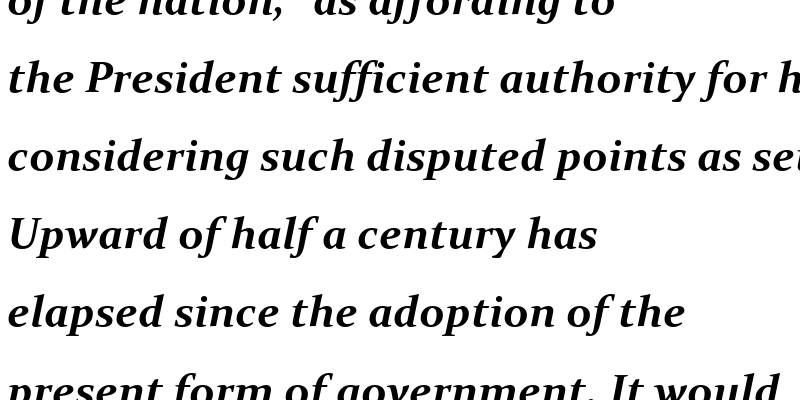 of the nation," as affording to
the President sufficient authority for
considering such disputed points as
Upward of half a century has
elapsed since the adoption of the
present form of government. It would